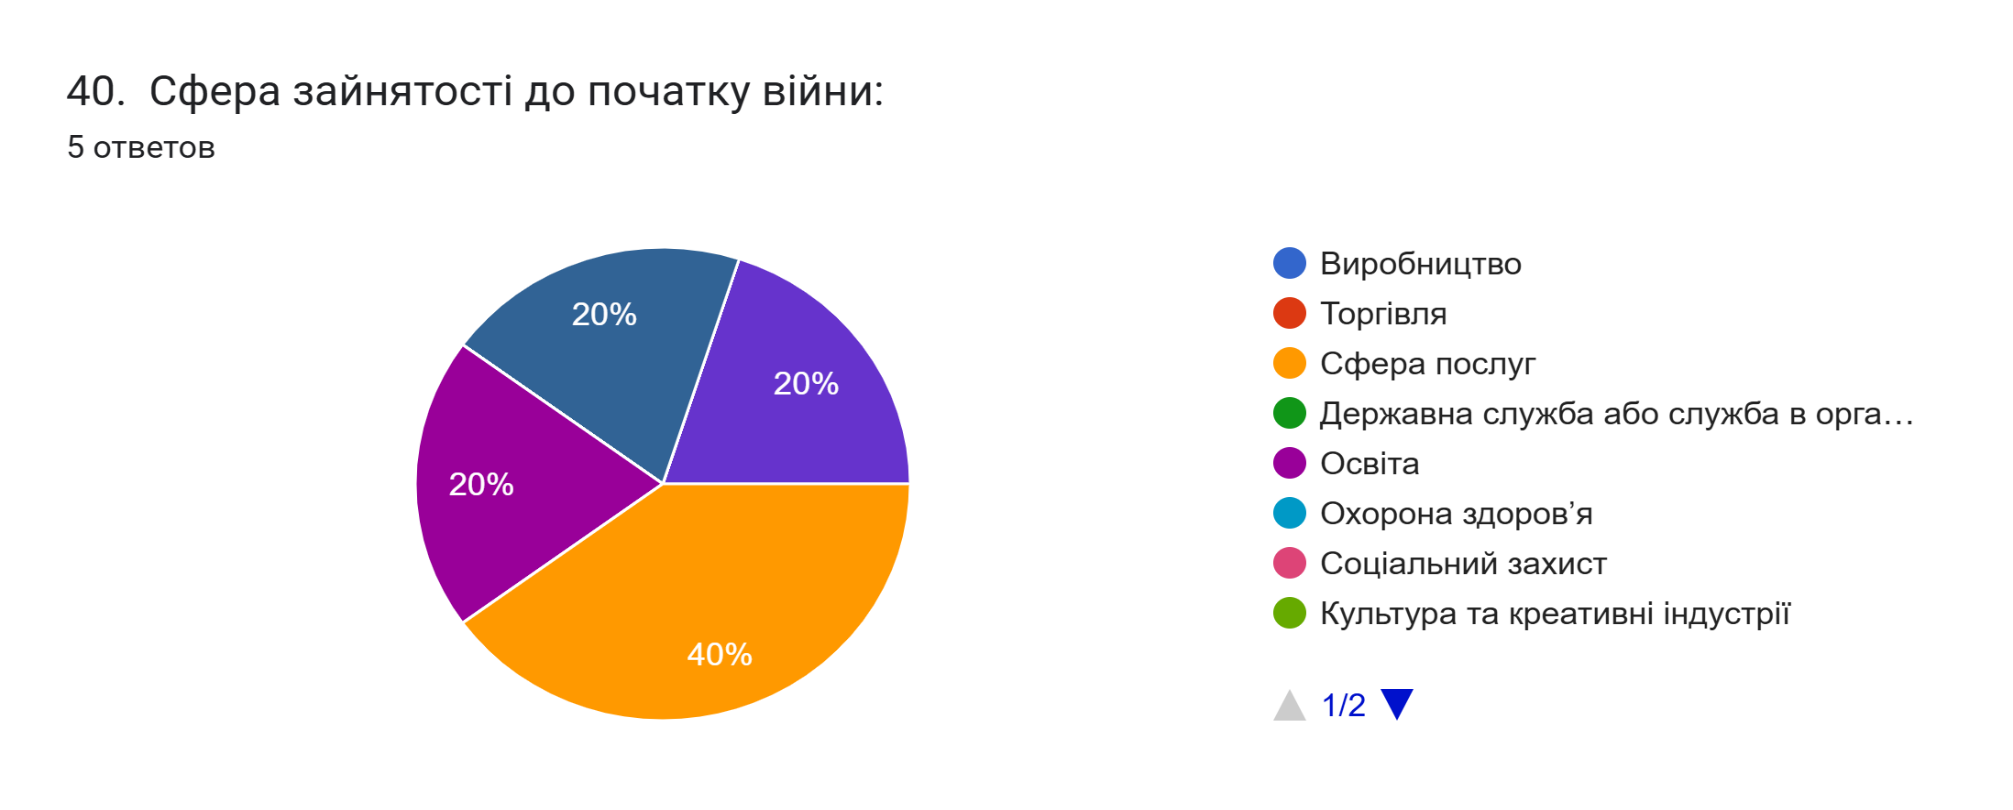 40.  Сфера зайнятості до початку війни:
5 ответов
20%
20%
20%
40%
Виробництво
Торгівля
Сфера послуг
Державна служба або служба в орга…
Освіта
Охорона здоров’я
Соціальний захист
Культура та креативні індустрії
1/2